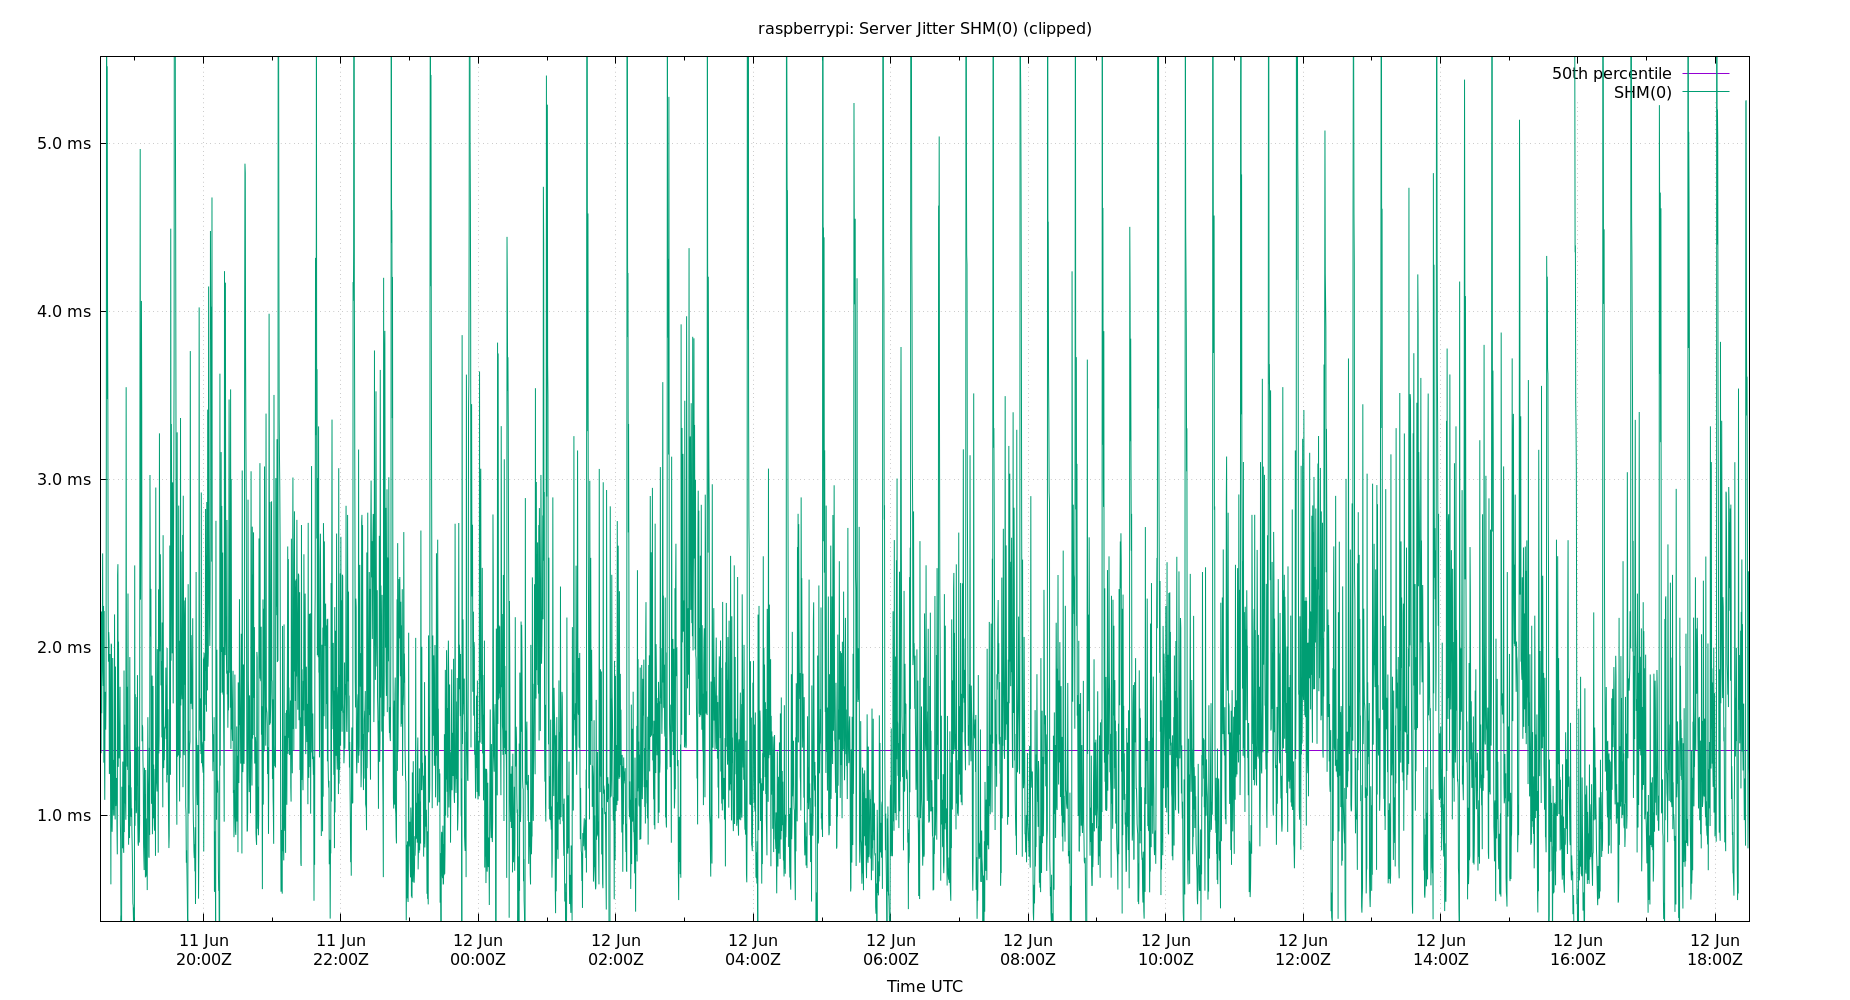 raspberrypi: Server Jitter SHM(0) (clipped)
50th percentile
SHM(0)
5.0 ms
4.0 ms
3.0 ms
2.0 ms
1.0 ms
11 Jun 11 Jun 12 Jun 12 Jun 12 Jun 12 Jun 12 Jun 12 Jun 12 Jun 12 Jun 12 Jun 12 Jun
20:00Z 22:00Z 00:00Z 02:00Z 04:00Z 06:00Z 08:00Z 10:00Z 12:00Z 14:00Z 16:00Z 18:00Z
Time UTC